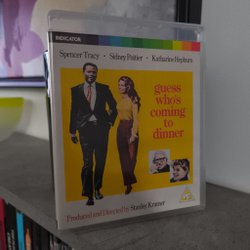 INDICATOR
Spencer Tracy · Sidney Poitier · Katharine Hepburn
guess
who's
coming
to
dinner
Produced and Directed by Stanley Kramer